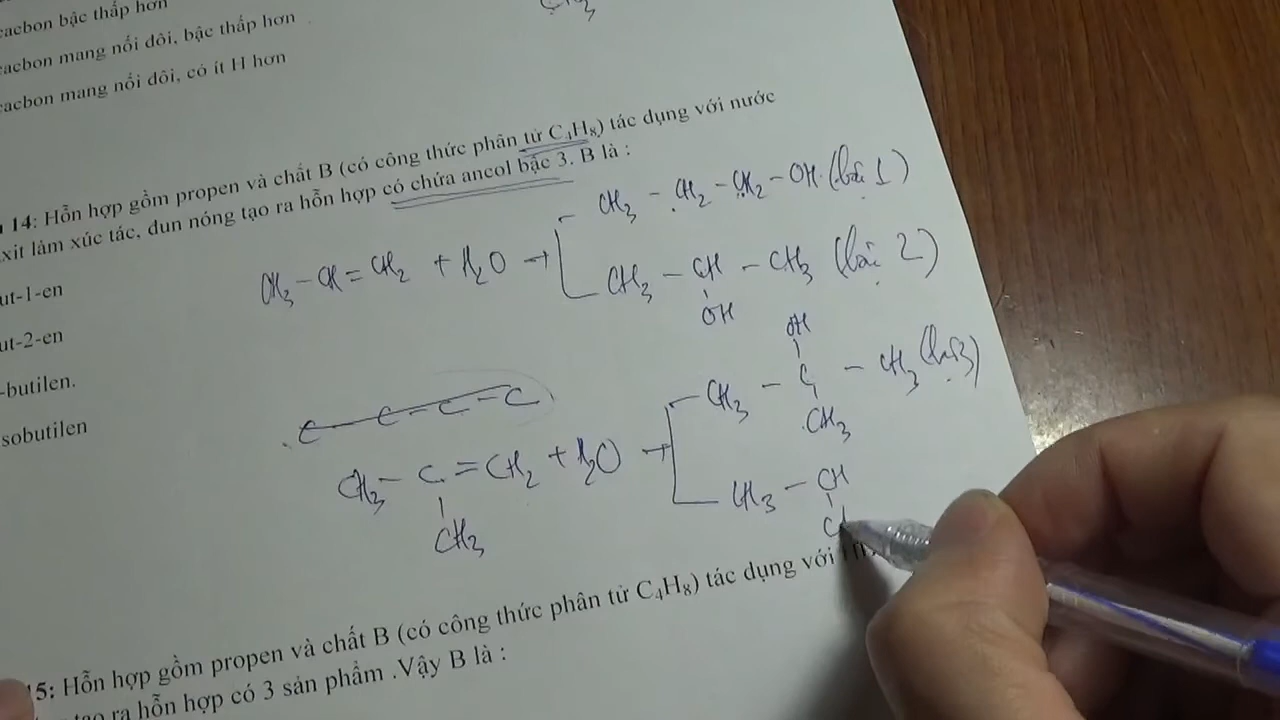 cacbon bậc thấp hơn
cacbon mang nối đôi, bậc thấp hơn
cacbon mang nối đôi, có ít H hơn
CH3
14: Hỗn hợp gồm propen và chất B (có công thức phân tử C4H8) tác dụng với nước
xit làm xúc tác, đun nóng tạo ra hỗn hợp có chứa ancol bậc 3. B là :
CH3 - CH2 - CH2 - OH (bậc 1)
CH3 - CH = CH2 + H2O →
CH3 - CH - CH3 (bậc 2)
OH
ut-1-en
ut-2-en
-butilen.
sobutilen
OH
CH3 - C - CH3 (bậc 3)
CH3
C - C - C - C
CH3 - C = CH2 + H2O →
CH3
CH3 - CH
C
15: Hỗn hợp gồm propen và chất B (có công thức phân tử C4H8) tác dụng với
tạo ra hỗn hợp có 3 sản phẩm .Vậy B là :